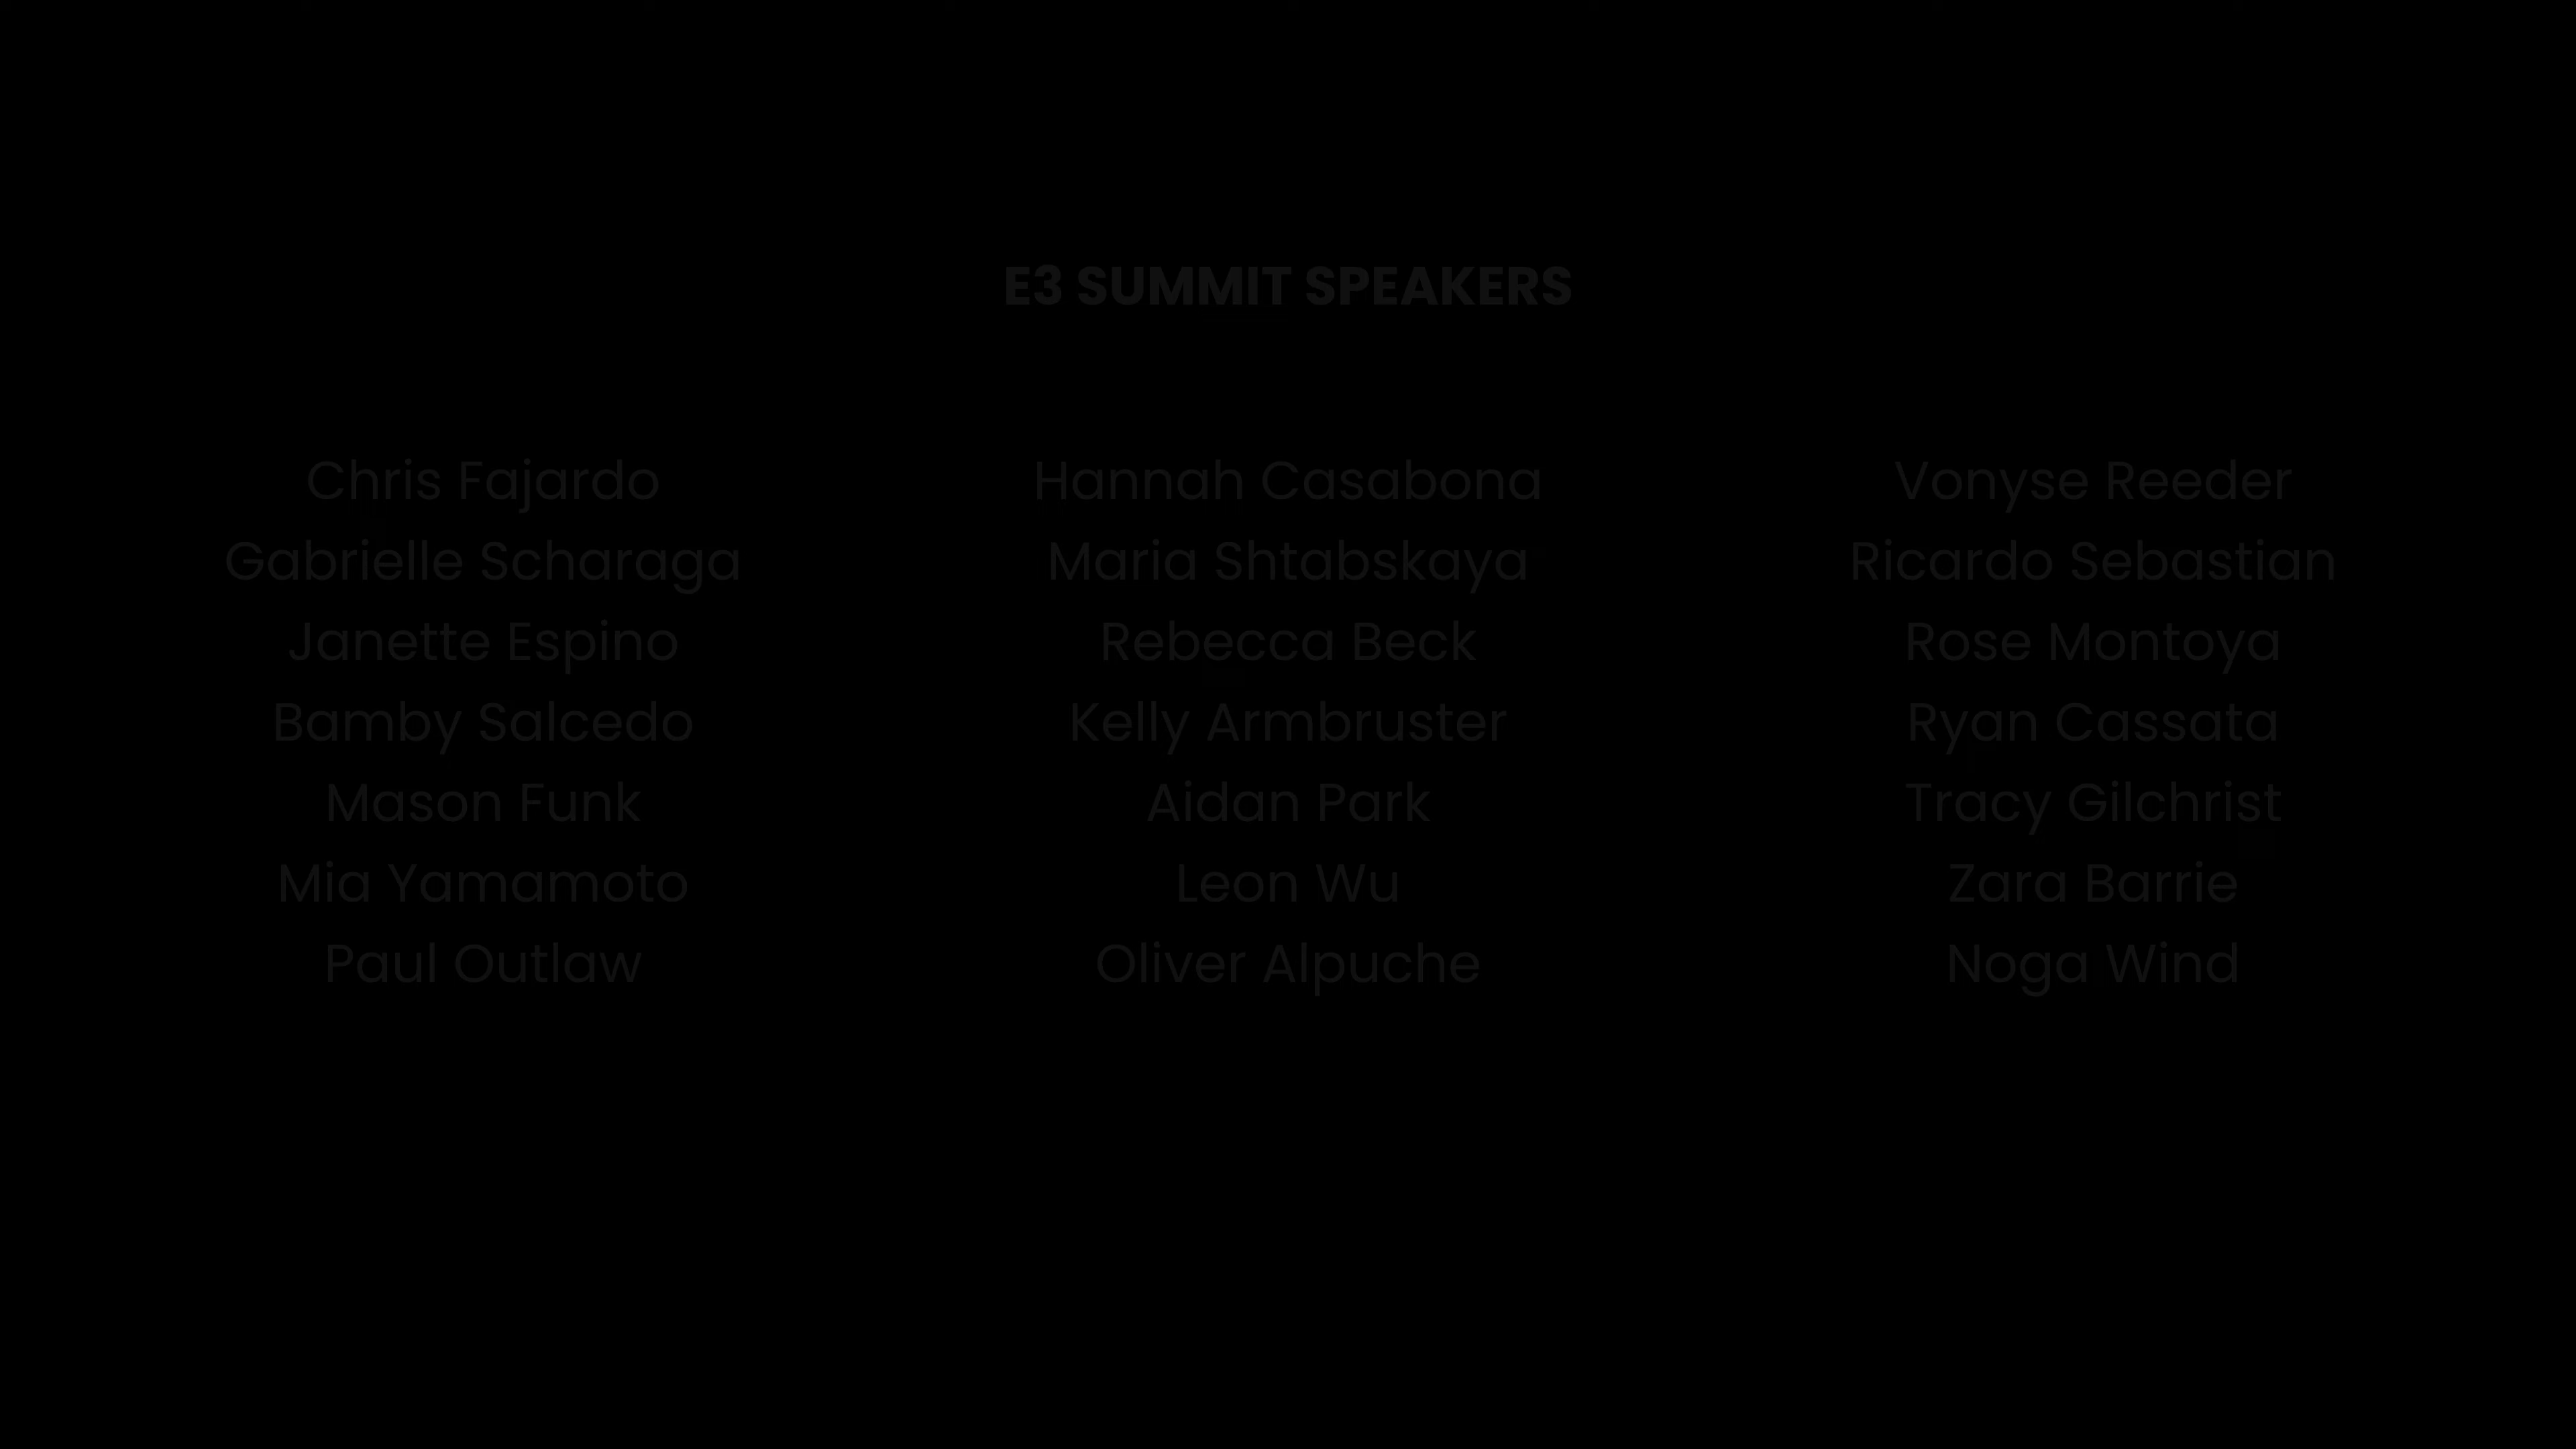 E3 SUMMIT SPEAKERS
Chris Fajardo
Gabrielle Scharaga
Janette Espino
Bamby Salcedo
Mason Funk
Mia Yamamoto
Paul Outlaw
Hannah Casabona
Maria Shtabskaya
Rebecca Beck
Kelly Armbruster
Aidan Park
Leon Wu
Oliver Alpuche
Vonyse Reeder
Ricardo Sebastian
Rose Montoya
Ryan Cassata
Tracy Gilchrist
Zara Barrie
Noga Wind